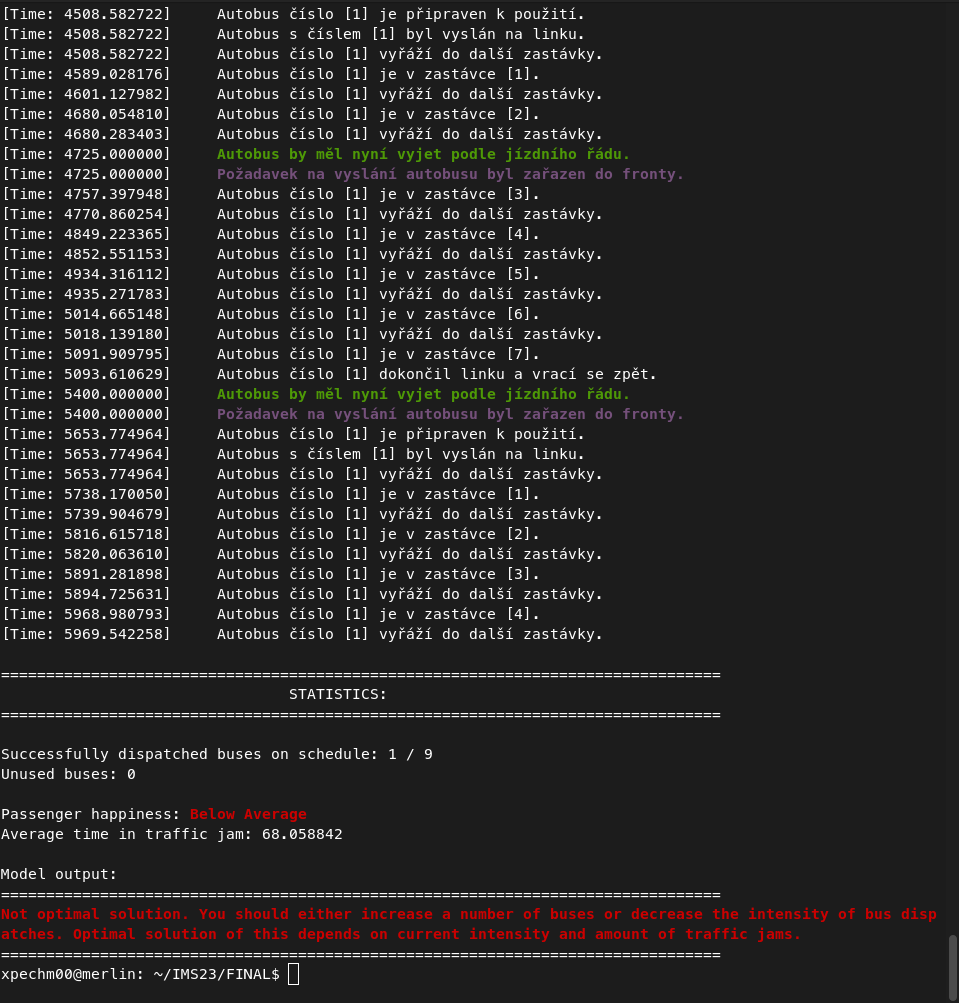 [Time: 4508.582722]     Autobus číslo [1] je připraven k použití.
[Time: 4508.582722]     Autobus s číslem [1] byl vyslán na linku.
[Time: 4508.582722]     Autobus číslo [1] vyřáží do další zastávky.
[Time: 4589.028176]     Autobus číslo [1] je v zastávce [1].
[Time: 4601.127982]     Autobus číslo [1] vyřáží do další zastávky.
[Time: 4680.054810]     Autobus číslo [1] je v zastávce [2].
[Time: 4680.283403]     Autobus číslo [1] vyřáží do další zastávky.
[Time: 4725.000000]     Autobus by měl nyní vyjet podle jízdního řádu.
[Time: 4725.000000]     Požadavek na vyslání autobusu byl zařazen do fronty.
[Time: 4757.397948]     Autobus číslo [1] je v zastávce [3].
[Time: 4770.860254]     Autobus číslo [1] vyřáží do další zastávky.
[Time: 4849.223365]     Autobus číslo [1] je v zastávce [4].
[Time: 4852.551153]     Autobus číslo [1] vyřáží do další zastávky.
[Time: 4934.316112]     Autobus číslo [1] je v zastávce [5].
[Time: 4935.271783]     Autobus číslo [1] vyřáží do další zastávky.
[Time: 5014.665148]     Autobus číslo [1] je v zastávce [6].
[Time: 5018.139180]     Autobus číslo [1] vyřáží do další zastávky.
[Time: 5091.909795]     Autobus číslo [1] je v zastávce [7].
[Time: 5093.610629]     Autobus číslo [1] dokončil linku a vrací se zpět.
[Time: 5400.000000]     Autobus by měl nyní vyjet podle jízdního řádu.
[Time: 5400.000000]     Požadavek na vyslání autobusu byl zařazen do fronty.
[Time: 5653.774964]     Autobus číslo [1] je připraven k použití.
[Time: 5653.774964]     Autobus s číslem [1] byl vyslán na linku.
[Time: 5653.774964]     Autobus číslo [1] vyřáží do další zastávky.
[Time: 5738.170050]     Autobus číslo [1] je v zastávce [1].
[Time: 5739.904679]     Autobus číslo [1] vyřáží do další zastávky.
[Time: 5816.615718]     Autobus číslo [1] je v zastávce [2].
[Time: 5820.063610]     Autobus číslo [1] vyřáží do další zastávky.
[Time: 5891.281898]     Autobus číslo [1] je v zastávce [3].
[Time: 5894.725631]     Autobus číslo [1] vyřáží do další zastávky.
[Time: 5968.980793]     Autobus číslo [1] je v zastávce [4].
[Time: 5969.542258]     Autobus číslo [1] vyřáží do další zastávky.
================================================================================
STATISTICS:
================================================================================
Successfully dispatched buses on schedule: 1 / 9
Unused buses: 0
Passenger happiness: Below Average
Average time in traffic jam: 68.058842
Model output:
================================================================================
Not optimal solution. You should either increase a number of buses or decrease the intensity of bus disp
atches. Optimal solution of this depends on current intensity and amount of traffic jams.
================================================================================
xpechm00@merlin: ~/IMS23/FINAL$